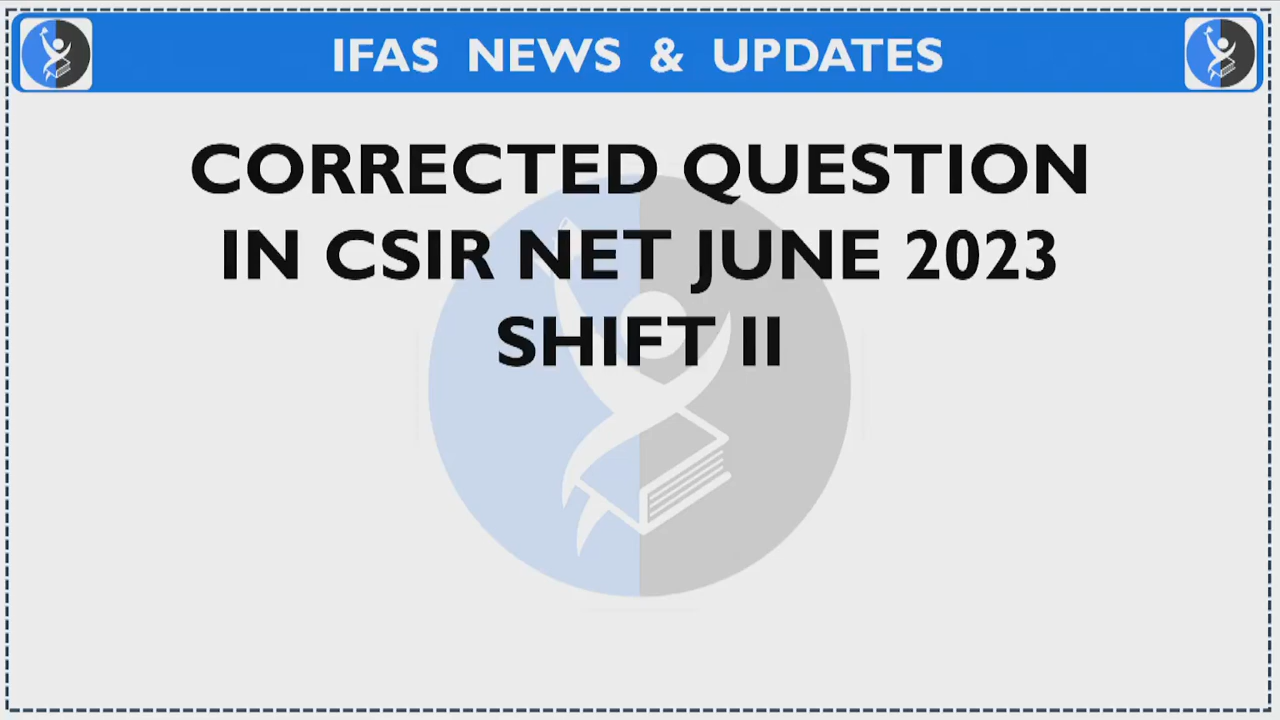 IFAS NEWS & UPDATES
CORRECTED QUESTION
IN CSIR NET JUNE 2023
SHIFT II